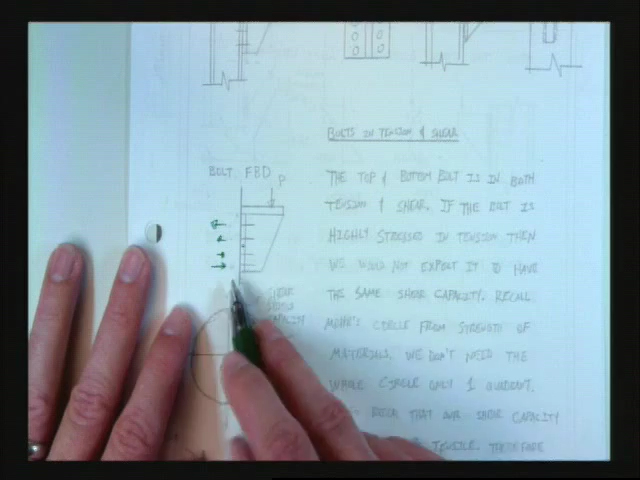 BOLTS IN TENSION & SHEAR
BOLT FBD
P
THE TOP & BOTTOM BOLT IS IN BOTH
TENSION & SHEAR. IF THE BOLT IS
HIGHLY STRESSED IN TENSION THEN
WE WOULD NOT EXPECT IT TO HAVE
THE SAME SHEAR CAPACITY. RECALL
MOHR'S CIRCLE FROM STRENGTH OF
MATERIALS. WE DON'T NEED THE
WHOLE CIRCLE ONLY 1 QUADRANT.
THAT OUR SHEAR CAPACITY
TENSILE. THEREFORE
SHEAR
STRESS
CAPACITY